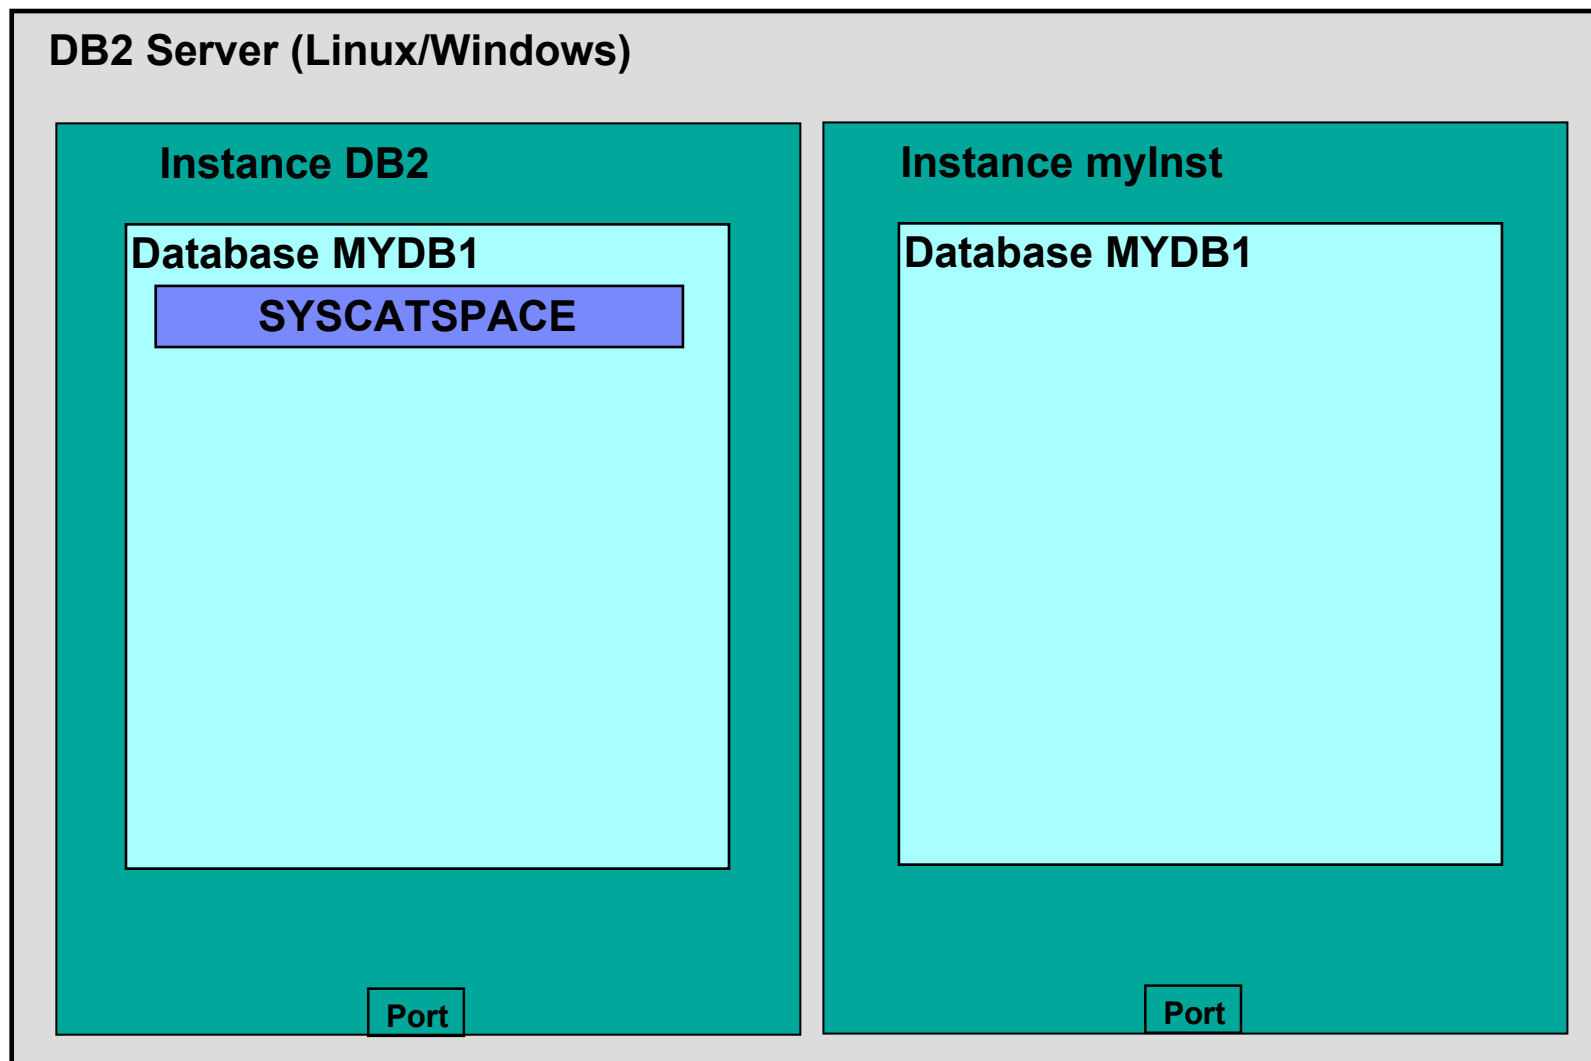 DB2 Server (Linux/Windows)
Instance DB2
Database MYDB1
SYSCATSPACE
Port
Instance myInst
Database MYDB1
Port